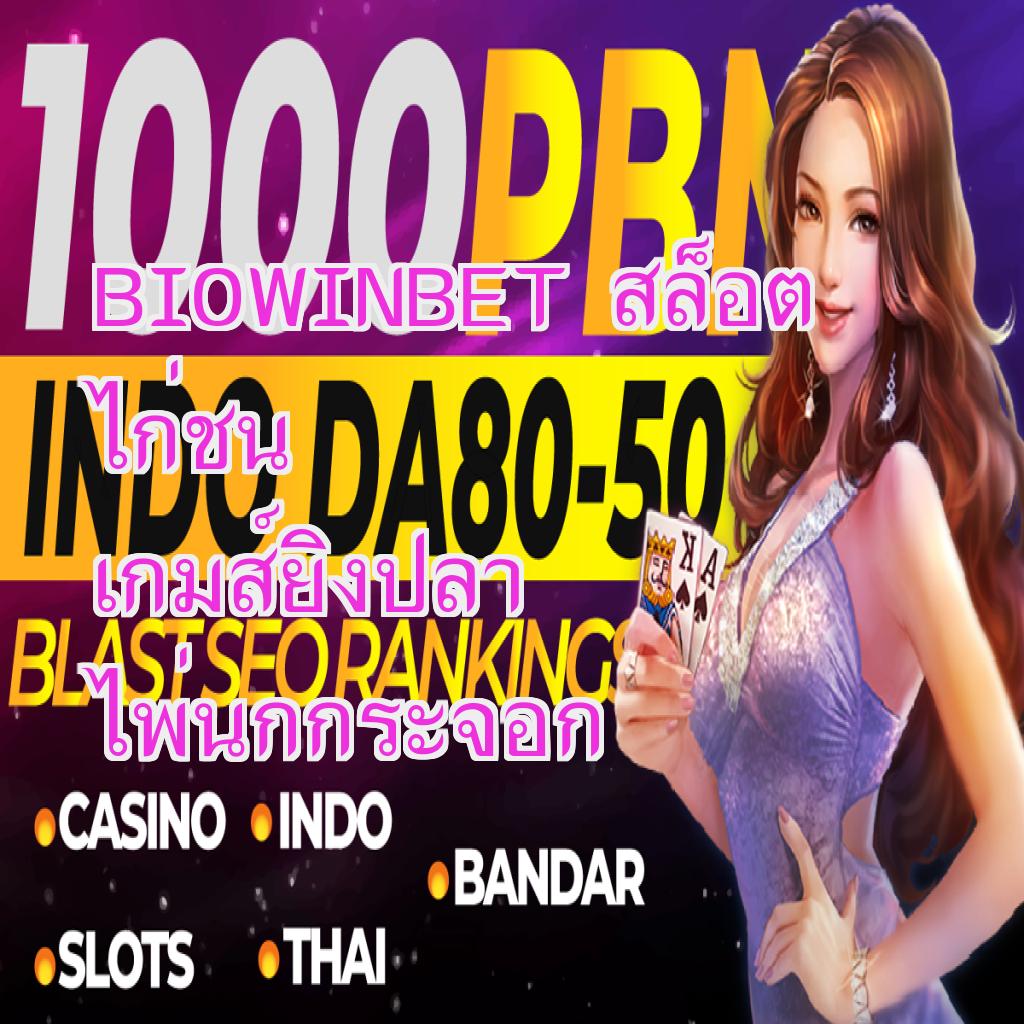 1000PBN
BIOWINBET สล็อต
ไก่ชน
INDO DA80-50
เกมส์ยิงปลา
BLAST SEO RANKINGS
ไพ่นกกระจอก
CASINO
INDO
BANDAR
SLOTS
THAI
K A